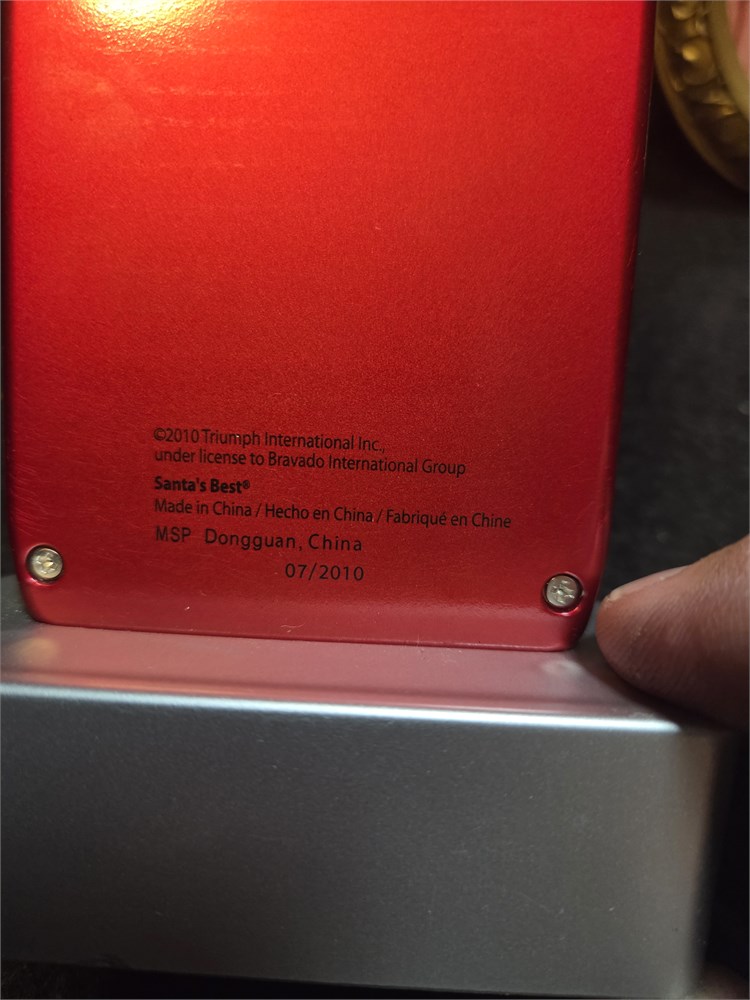 ©2010 Triumph International Inc.,
under license to Bravado International Group
Santa's Best®
Made in China / Hecho en China / Fabriqué en Chine
MSP Dongguan, China
07/2010